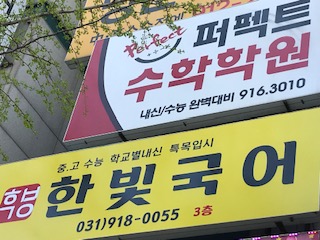 Perfect 퍼펙트
수학학원
내신/수능 완벽대비 916.3010
중.고 수능 학교별내신 특목입시
한빛국어
031)918-0055 3층